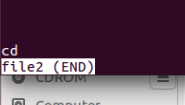 cd
file2 (END)
CDROM
Computer